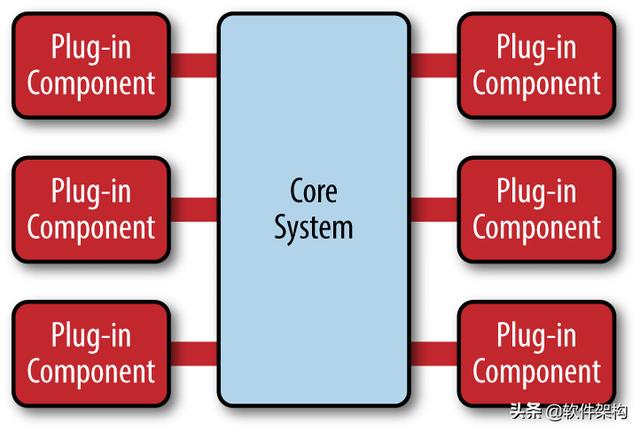 Plug-in
Component
Plug-in
Component
Plug-in
Component
Core
System
Plug-in
Component
Plug-in
Component
Plug-in
Component
头条 @软件架构